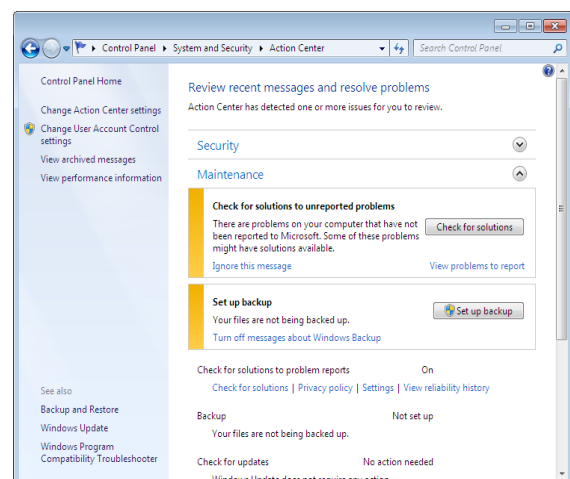 Control Panel ▸ System and Security ▸ Action Center
Search Control Panel
Control Panel Home
Change Action Center settings
Change User Account Control
settings
View archived messages
View performance information
See also
Backup and Restore
Windows Update
Windows Program
Compatibility Troubleshooter
Review recent messages and resolve problems
Action Center has detected one or more issues for you to review.
Security
Maintenance
Check for solutions to unreported problems
There are problems on your computer that have not
been reported to Microsoft. Some of these problems
might have solutions available.
Check for solutions
Ignore this message
View problems to report
Set up backup
Your files are not being backed up.
Set up backup
Turn off messages about Windows Backup
Check for solutions to problem reports On
Check for solutions | Privacy policy | Settings | View reliability history
Backup Not set up
Your files are not being backed up.
Check for updates No action needed
Windows Update does not require any action.